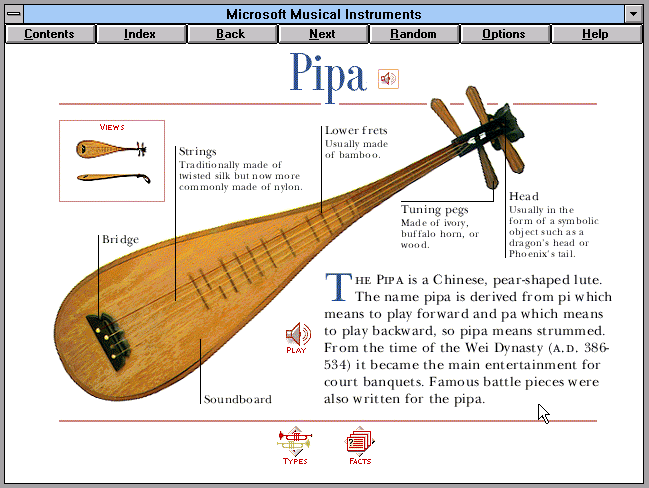 Microsoft Musical Instruments
Contents Index Back Next Random Options Help
Pipa
VIEWS
Lower frets
Usually made
of bamboo.
Strings
Traditionally made of
twisted silk but now more
commonly made of nylon.
Tuning pegs
Made of ivory,
buffalo horn, or
wood.
Head
Usually in the
form of a symbolic
object such as a
dragon's head or
Phoenix's tail.
Bridge
THE PIPA is a Chinese, pear-shaped lute.
The name pipa is derived from pi which
means to play forward and pa which means
to play backward, so pipa means strummed.
From the time of the Wei Dynasty (A.D. 386-
534) it became the main entertainment for
court banquets. Famous battle pieces were
also written for the pipa.
PLAY
Soundboard
TYPES
FACTS